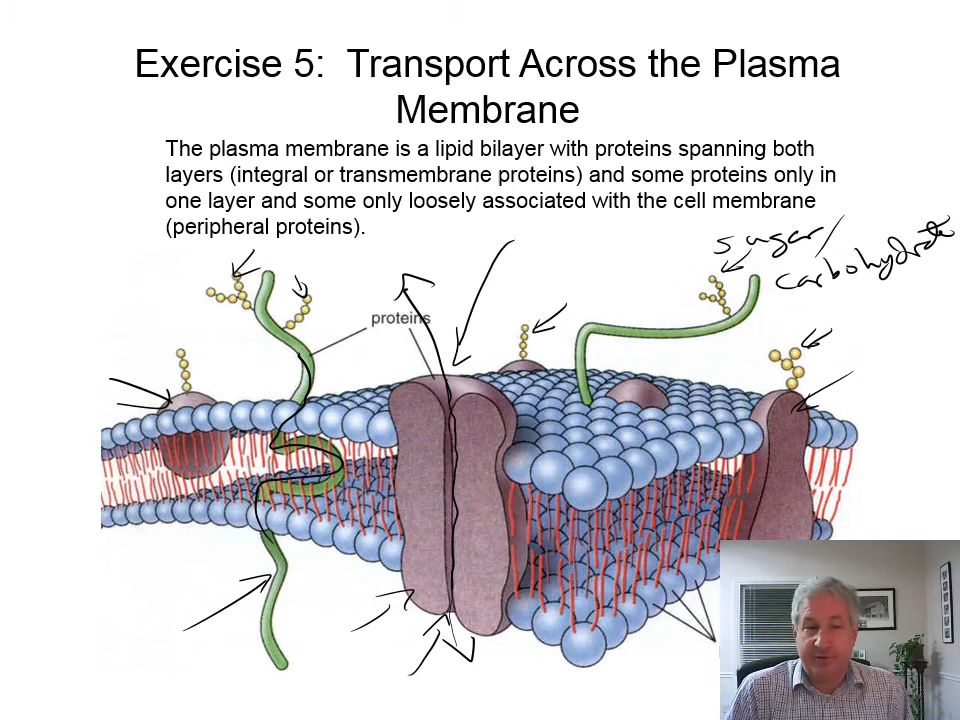 Exercise 5: Transport Across the Plasma
Membrane
The plasma membrane is a lipid bilayer with proteins spanning both
layers (integral or transmembrane proteins) and some proteins only in
one layer and some only loosely associated with the cell membrane
(peripheral proteins).
sugar/
carbohydrate
proteins